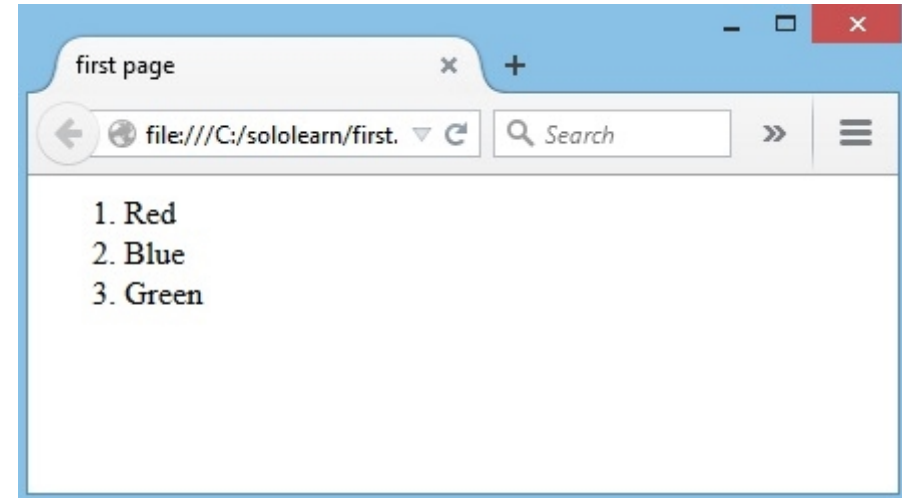 first page
file:///C:/sololearn/first.
Search
1. Red
2. Blue
3. Green